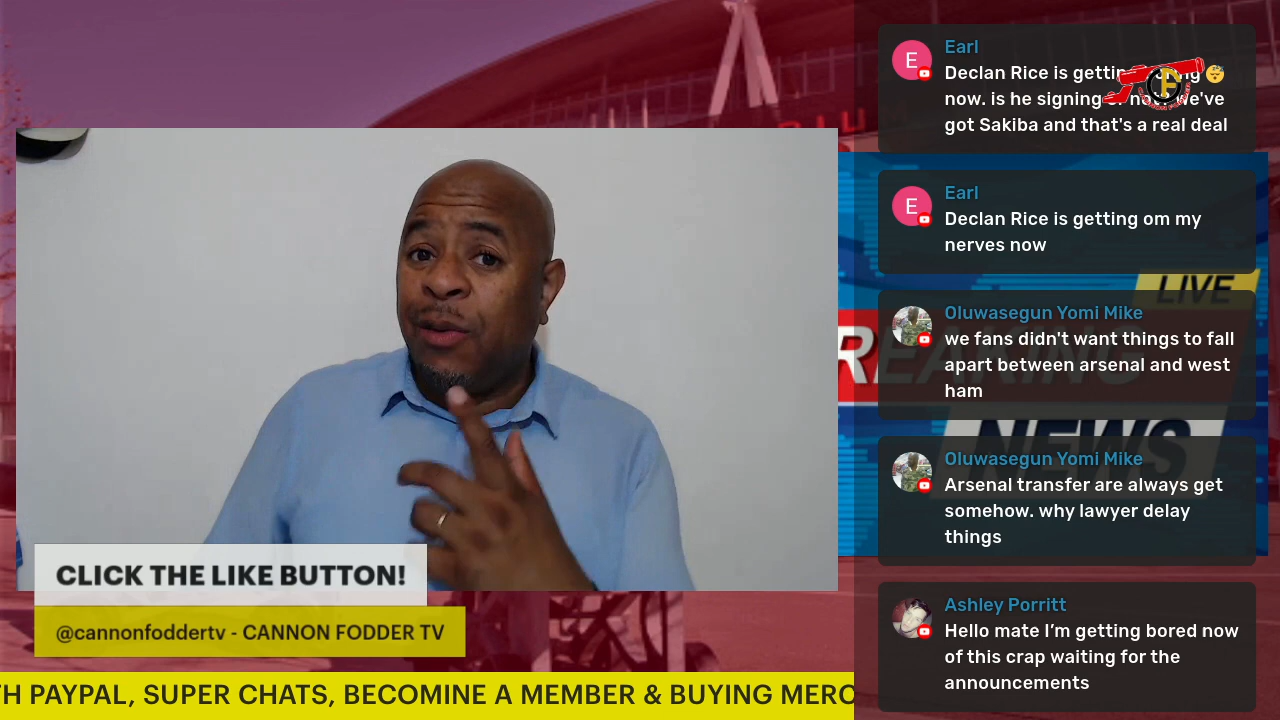 CLICK THE LIKE BUTTON!
@cannonfoddertv - CANNON FODDER TV
PAYPAL, SUPER CHATS, BECOMINE A MEMBER & BUYING
E
Earl
Declan Rice is
now. is he signing we've
got Sakiba and that's a real deal
E
Earl
Declan Rice is getting om my
nerves now
LIVE
NEWS
Oluwasegun Yomi Mike
we fans didn't want things to fall
apart between arsenal and west
ham
Oluwasegun Yomi Mike
Arsenal transfer are always get
somehow. why lawyer delay
things
Ashley Porritt
Hello mate I’m getting bored now
of this crap waiting for the
announcements